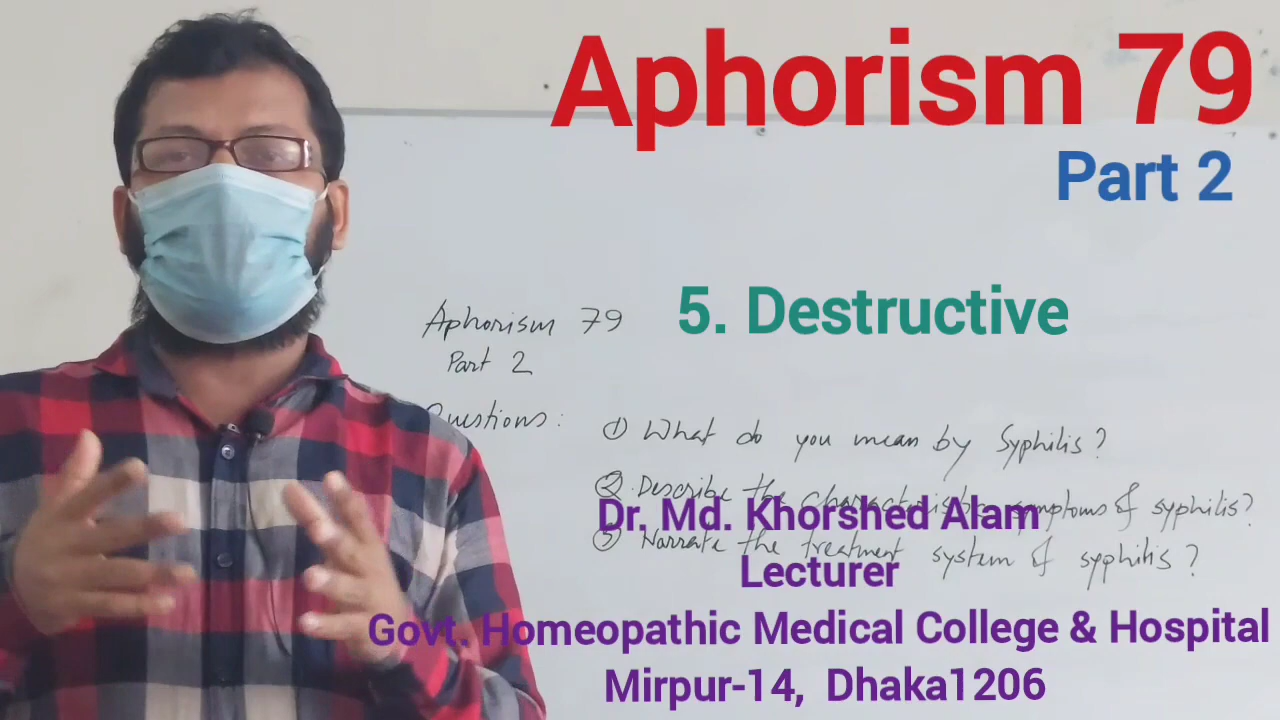 Aphorism 79
Part 2
5. Destructive
Aphorism 79
Part 2
Questions:
① What do you mean by Syphilis?
② Describe the characteristic symptoms of syphilis?
③ Narrate the treatment system of syphilis?
Dr. Md. Khorshed Alam
Lecturer
Govt. Homeopathic Medical College & Hospital
Mirpur-14, Dhaka1206